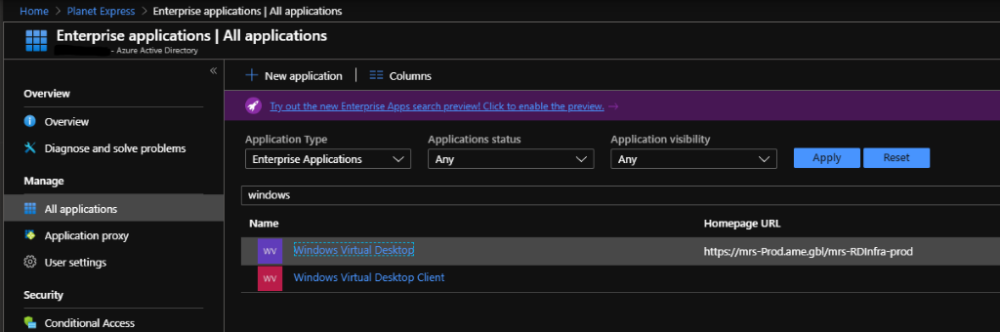 Home > Planet Express > Enterprise applications | All applications
Enterprise applications | All applications
- Azure Active Directory
«
New application
Columns
Overview
Try out the new Enterprise Apps search preview! Click to enable the preview. →
Overview
Diagnose and solve problems
Application Type
Applications status
Application visibility
Enterprise Applications
Any
Any
Apply
Reset
Manage
All applications
windows
Application proxy
Name
Homepage URL
User settings
WV
Windows Virtual Desktop
https://mrs-Prod.ame.gbl/mrs-RDInfra-prod
WV
Windows Virtual Desktop Client
Security
Conditional Access